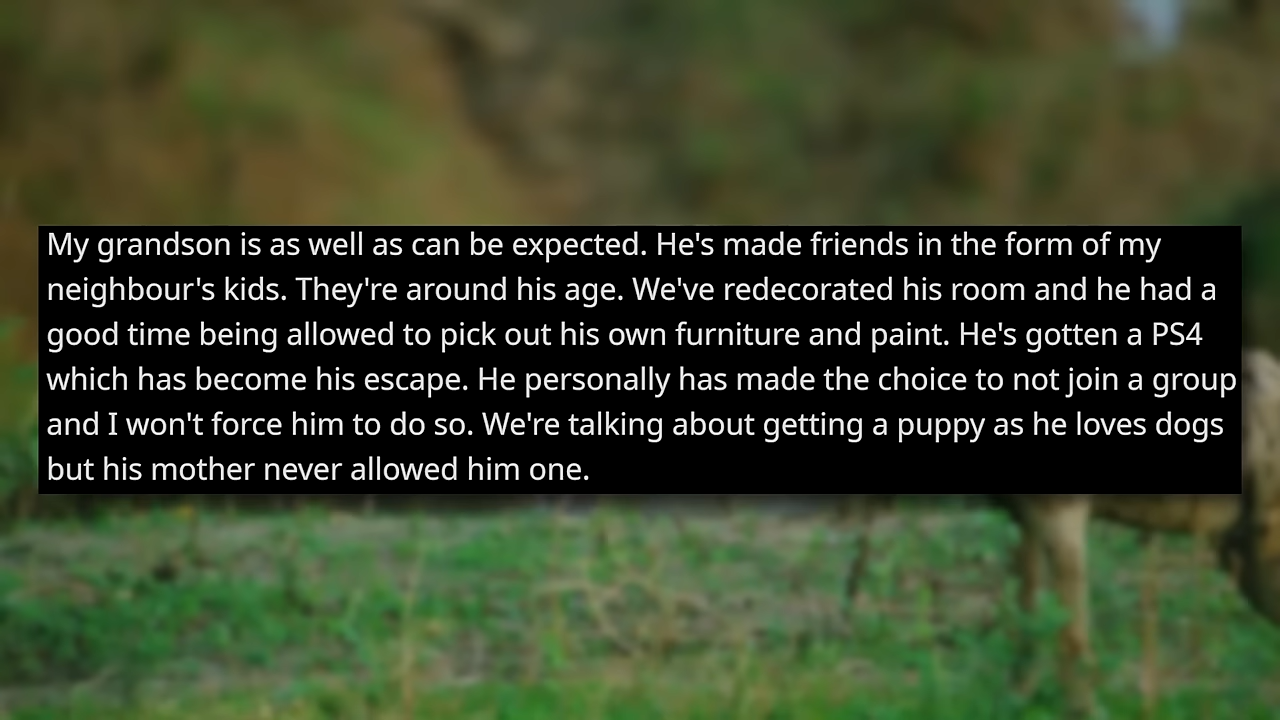 My grandson is as well as can be expected. He's made friends in the form of my
neighbour's kids. They're around his age. We've redecorated his room and he had a
good time being allowed to pick out his own furniture and paint. He's gotten a PS4
which has become his escape. He personally has made the choice to not join a group
and I won't force him to do so. We're talking about getting a puppy as he loves dogs
but his mother never allowed him one.